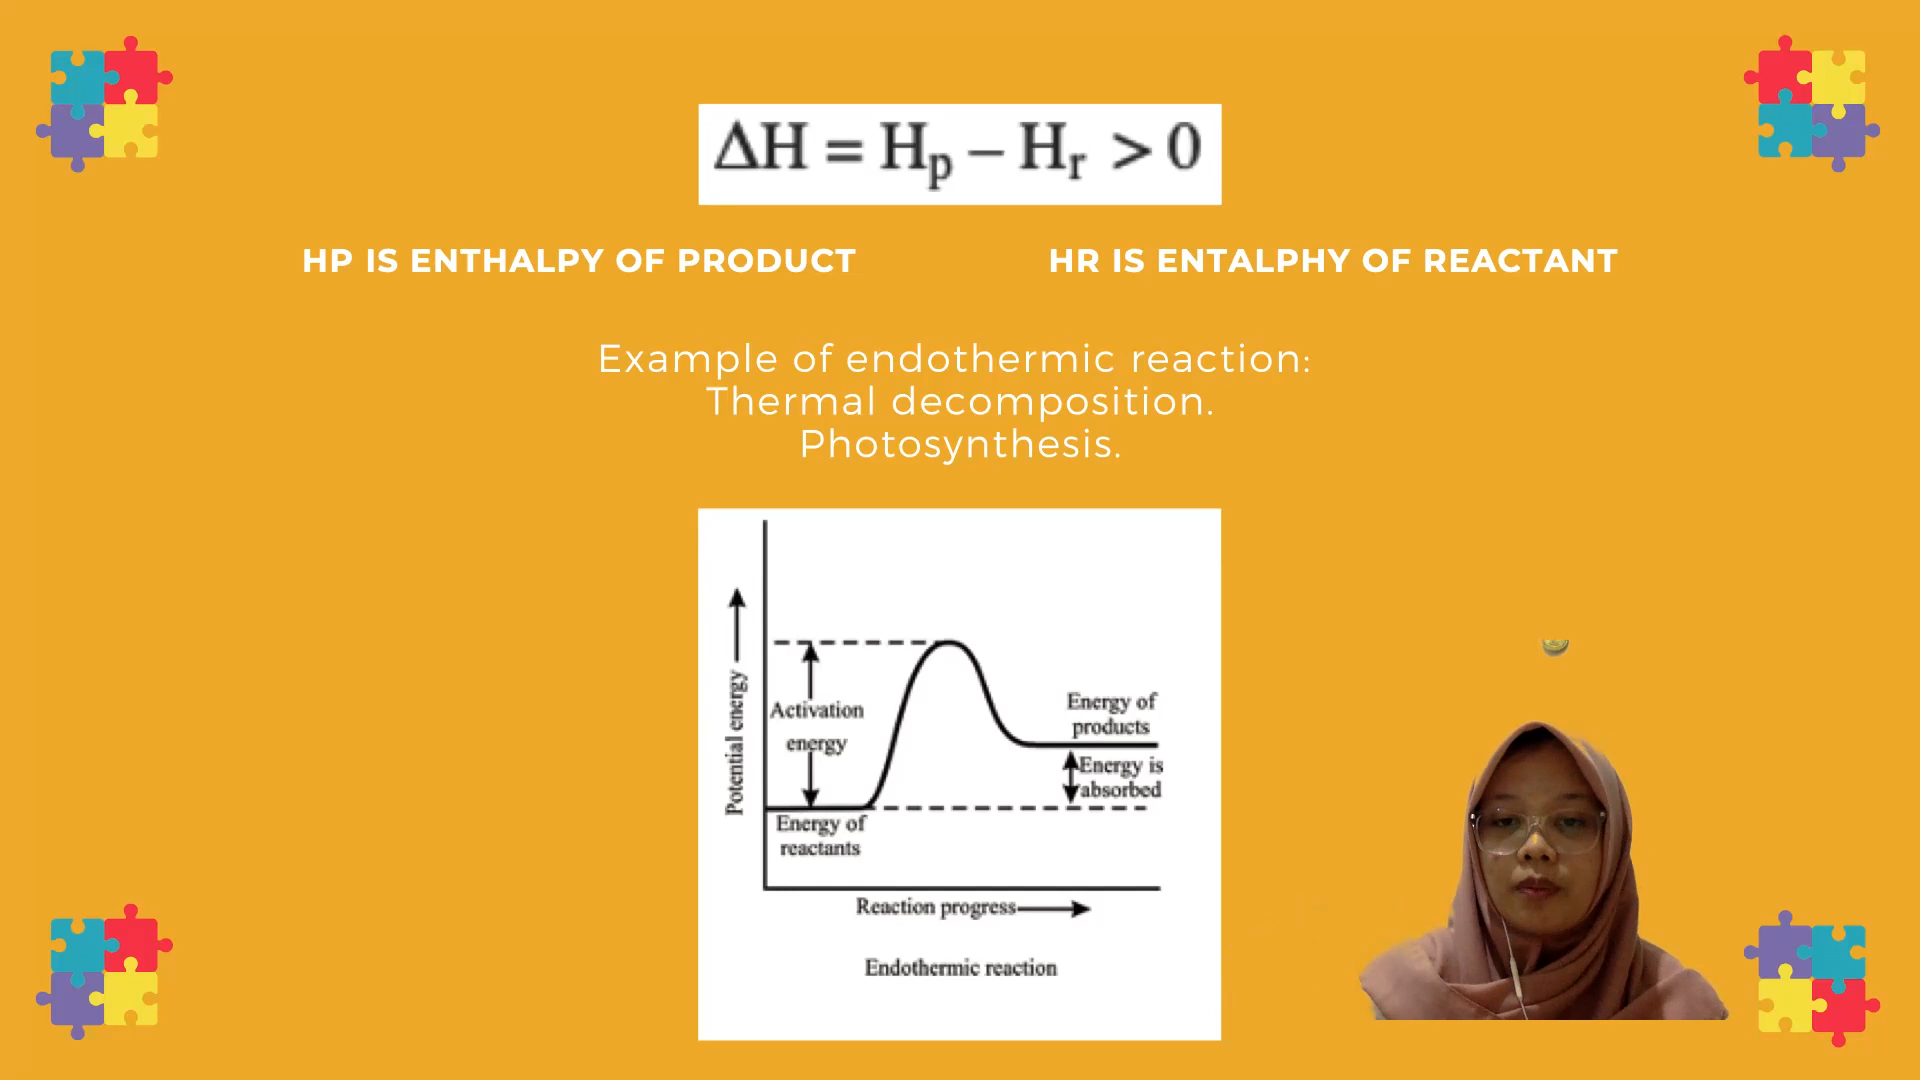 ΔH = Hp − Hr > 0
HP IS ENTHALPY OF PRODUCT
HR IS ENTALPHY OF REACTANT
Example of endothermic reaction:
Thermal decomposition.
Photosynthesis.
Potential energy
Activation
energy
Energy of
reactants
Energy of
products
Energy is
absorbed
Reaction progress
Endothermic reaction